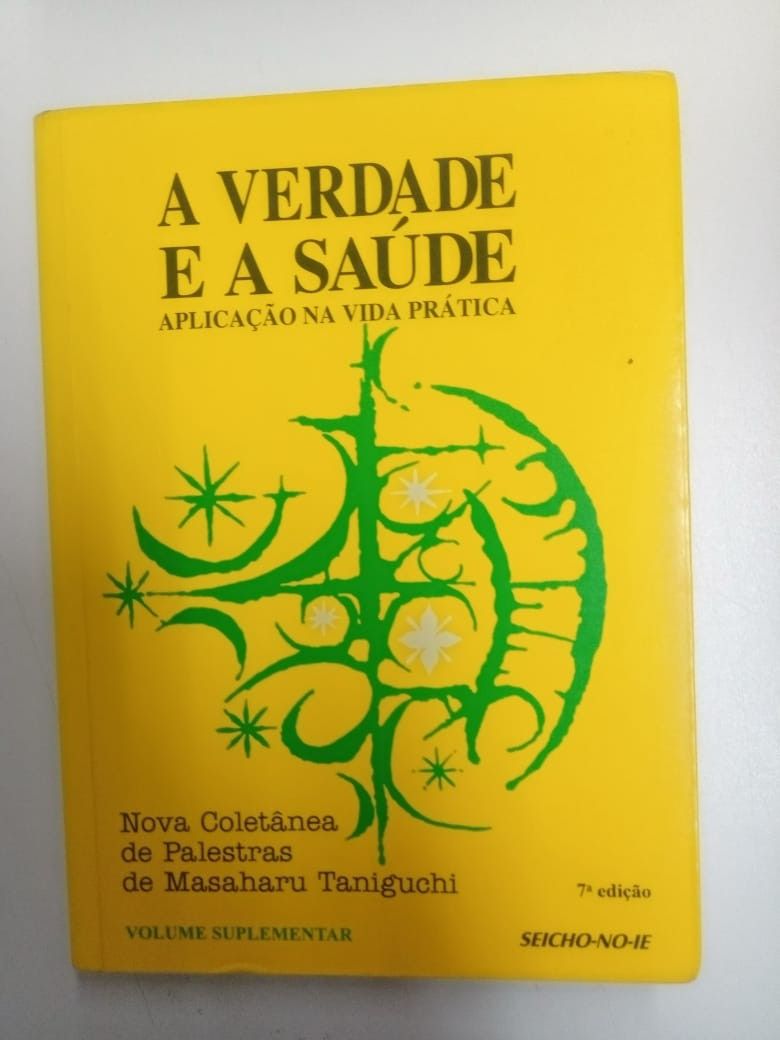 A VERDADE
E A SAÚDE
APLICAÇÃO NA VIDA PRÁTICA
Nova Coletânea
de Palestras
de Masaharu Taniguchi
7ª edição
VOLUME SUPLEMENTAR
SEICHO-NO-IE